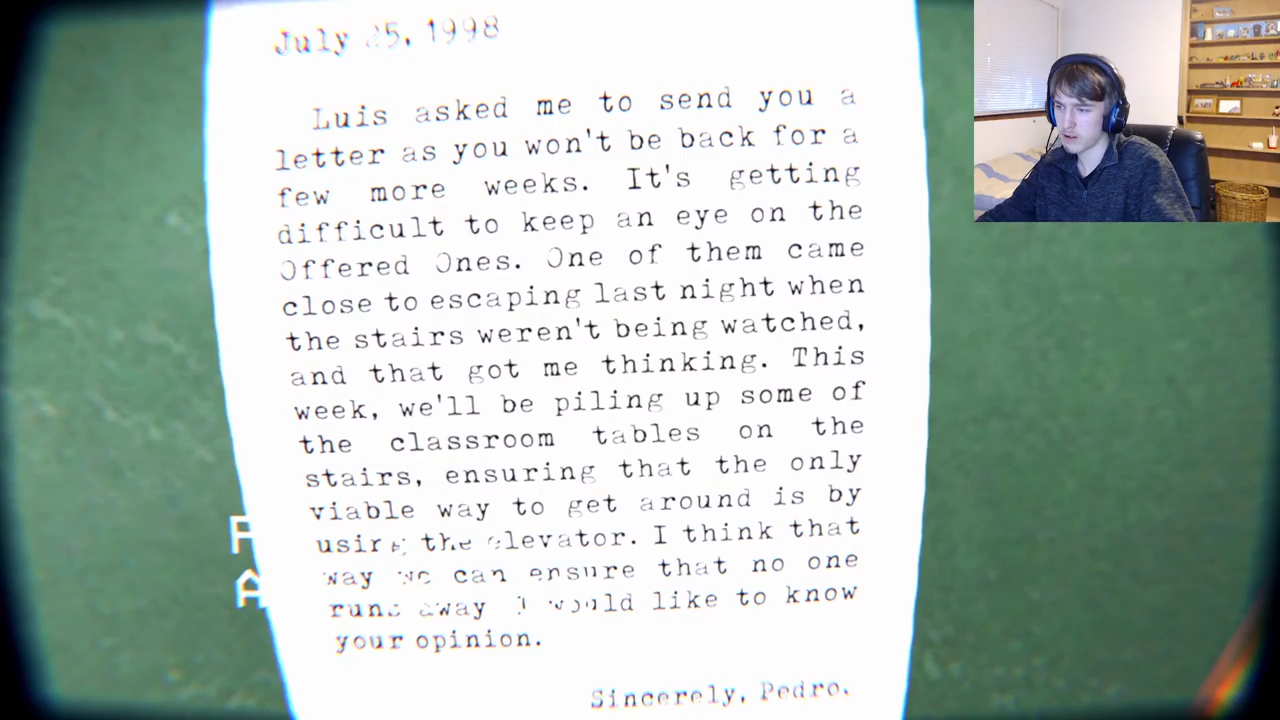 July 25, 1998
Luis asked me to send you a
letter as you won't be back for a
few more weeks. It's getting
difficult to keep an eye on the
Offered Ones. One of them came
close to escaping last night when
the stairs weren't being watched,
and that got me thinking. This
week, we'll be piling up some of
the classroom tables on the
stairs, ensuring that the only
viable way to get around is by
using the elevator. I think that
way we can ensure that no one
runs away. I would like to know
your opinion.
Sincerely, Pedro.